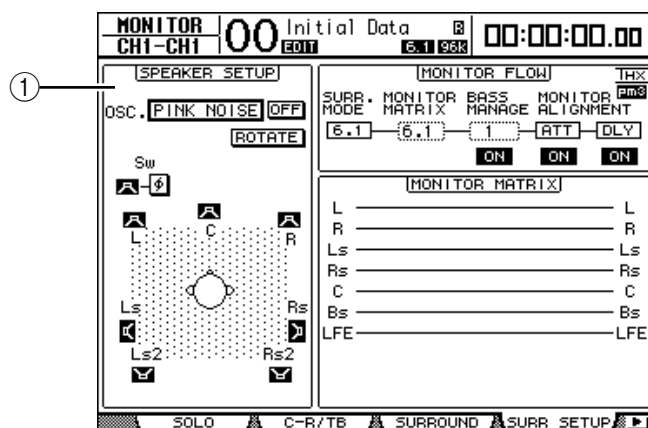 MONITOR
CH1-CH1
00 Initial Data
EDIT 6.1 96K
00:00:00.00
1
SPEAKER SETUP
OSC. PINK NOISE OFF
ROTATE
Sw
ϕ
L C R
Ls Rs
Ls2 Rs2
MONITOR FLOW
THX
pm3
SURR. MODE MONITOR MATRIX BASS MANAGE MONITOR ALIGNMENT
6.1 6.1 1 ATT DLY
ON ON ON
MONITOR MATRIX
L L
R R
Ls Ls
Rs Rs
C C
Bs Bs
LFE LFE
SOLO C-R/TB SURROUND SURR SETUP